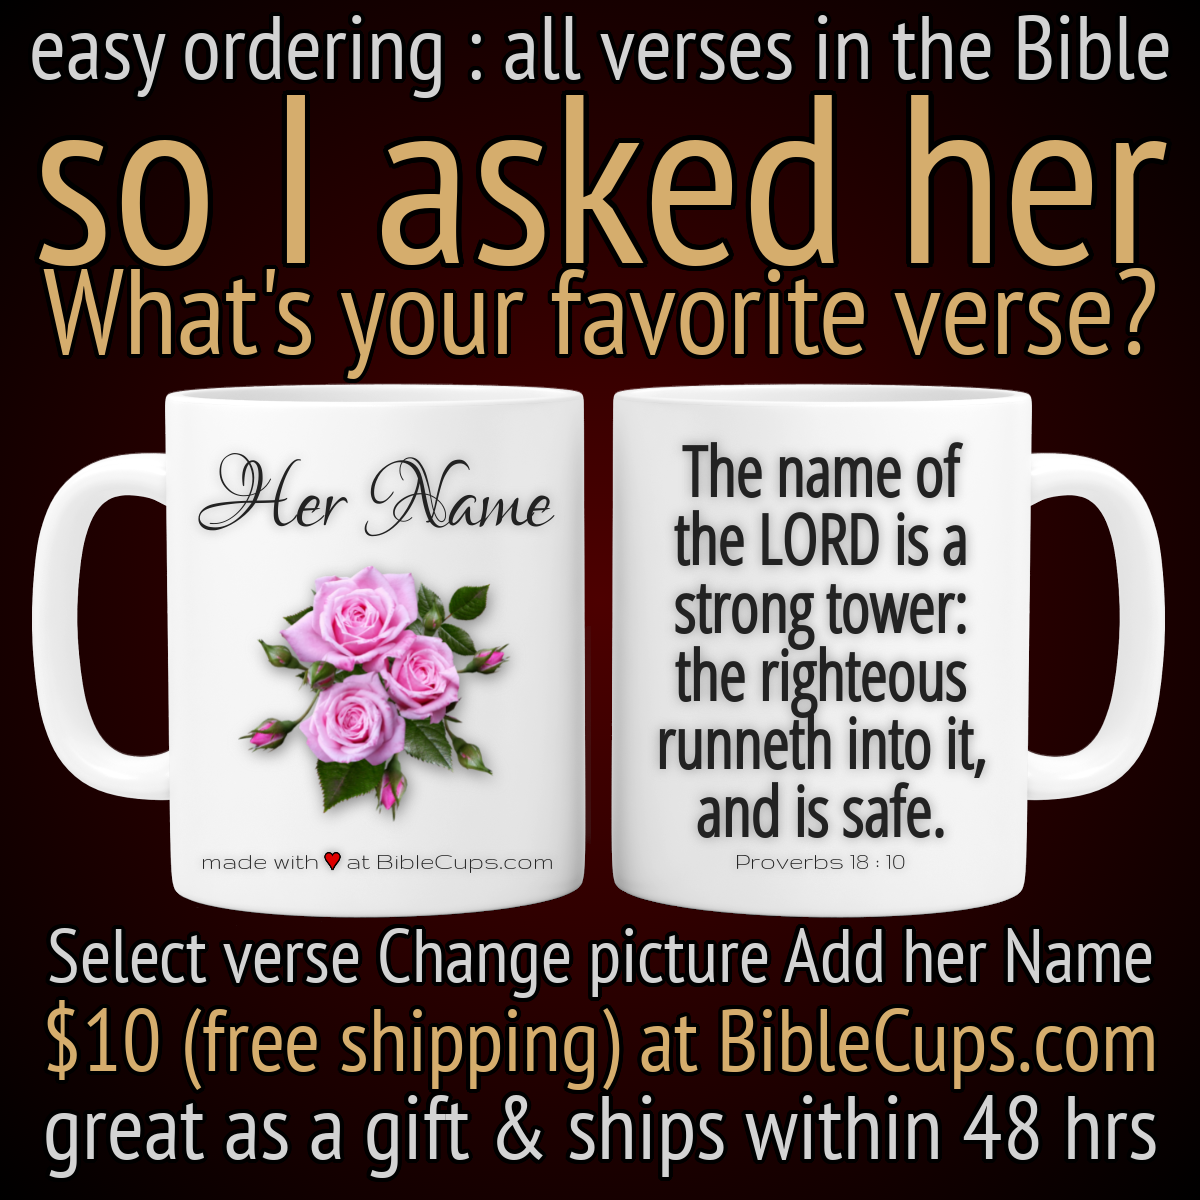 easy ordering : all verses in the Bible
so I asked her
What's your favorite verse?
Her Name
made with ♥ at BibleCups.com
The name of
the LORD is a
strong tower:
the righteous
runneth into it,
and is safe.
Proverbs 18 : 10
Select verse Change picture Add her Name
$10 (free shipping) at BibleCups.com
great as a gift & ships within 48 hrs